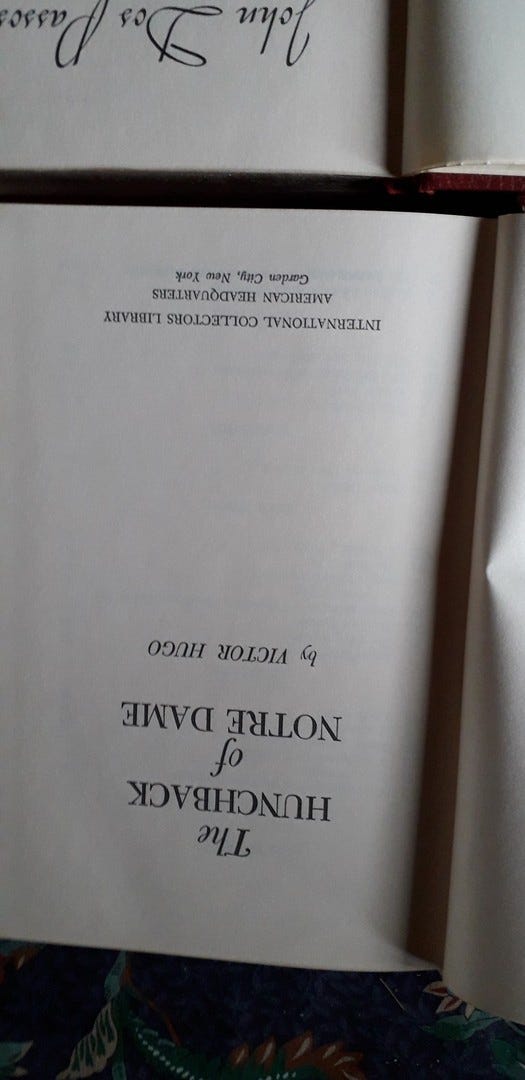 The
HUNCHBACK
of
NOTRE DAME
by VICTOR HUGO
INTERNATIONAL COLLECTORS LIBRARY
AMERICAN HEADQUARTERS
Garden City, New York
John Dos Passos